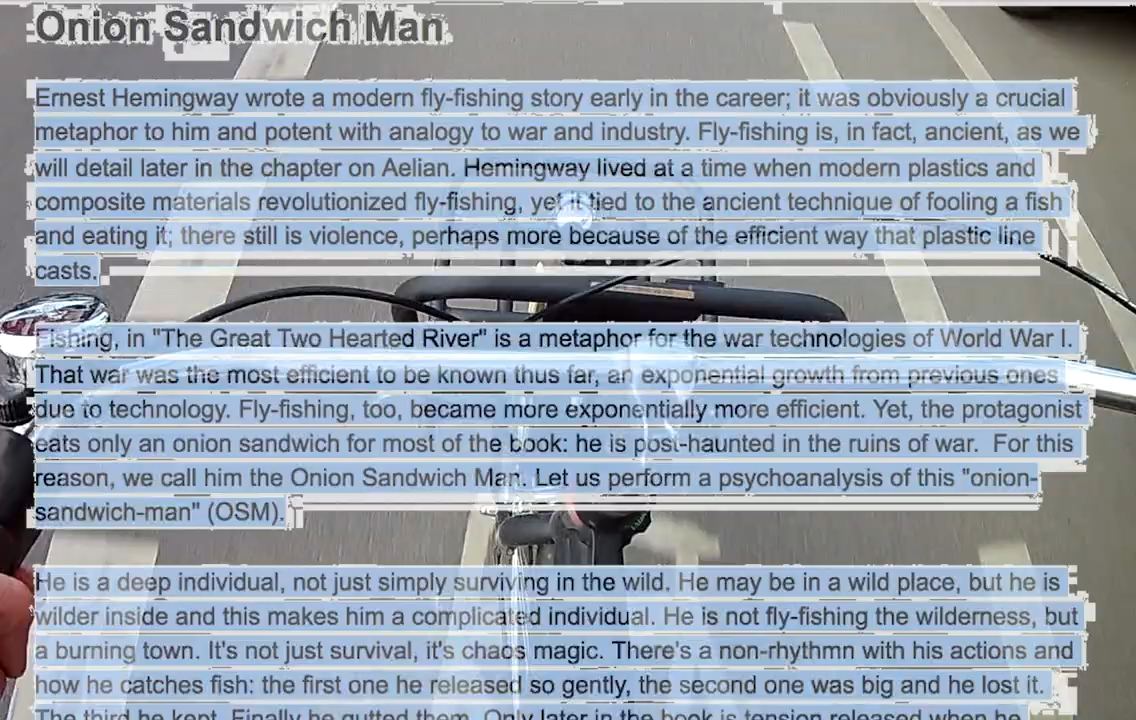 Onion Sandwich Man
Ernest Hemingway wrote a modern fly-fishing story early in the career; it was obviously a crucial
metaphor to him and potent with analogy to war and industry. Fly-fishing is, in fact, ancient, as we
will detail later in the chapter on Aelian. Hemingway lived at a time when modern plastics and
composite materials revolutionized fly-fishing, yet it tied to the ancient technique of fooling a fish
and eating it; there still is violence, perhaps more because of the efficient way that plastic line
casts.
Fishing, in "The Great Two Hearted River" is a metaphor for the war technologies of World War I.
That war was the most efficient to be known thus far, an exponential growth from previous ones
due to technology. Fly-fishing, too, became more exponentially more efficient. Yet, the protagonist
eats only an onion sandwich for most of the book: he is post-haunted in the ruins of war. For this
reason, we call him the Onion Sandwich Man. Let us perform a psychoanalysis of this "onion-
sandwich-man" (OSM).
He is a deep individual, not just simply surviving in the wild. He may be in a wild place, but he is
wilder inside and this makes him a complicated individual. He is not fly-fishing the wilderness, but
a burning town. It's not just survival, it's chaos magic. There's a non-rhythmn with his actions and
how he catches fish: the first one he released so gently, the second one was big and he lost it.
The third he kept. Finally he gutted them. Only later in the book is tension released when he